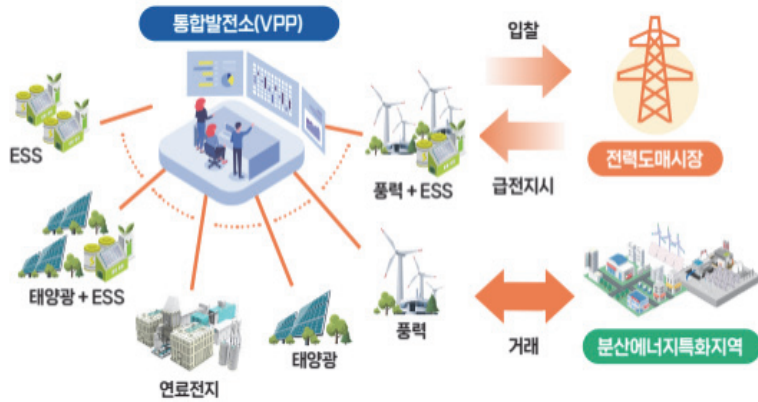 통합발전소(VPP)
입찰
ESS
풍력 + ESS
급전지시
전력도매시장
태양광 + ESS
연료전지
태양광
풍력
거래
분산에너지특화지역